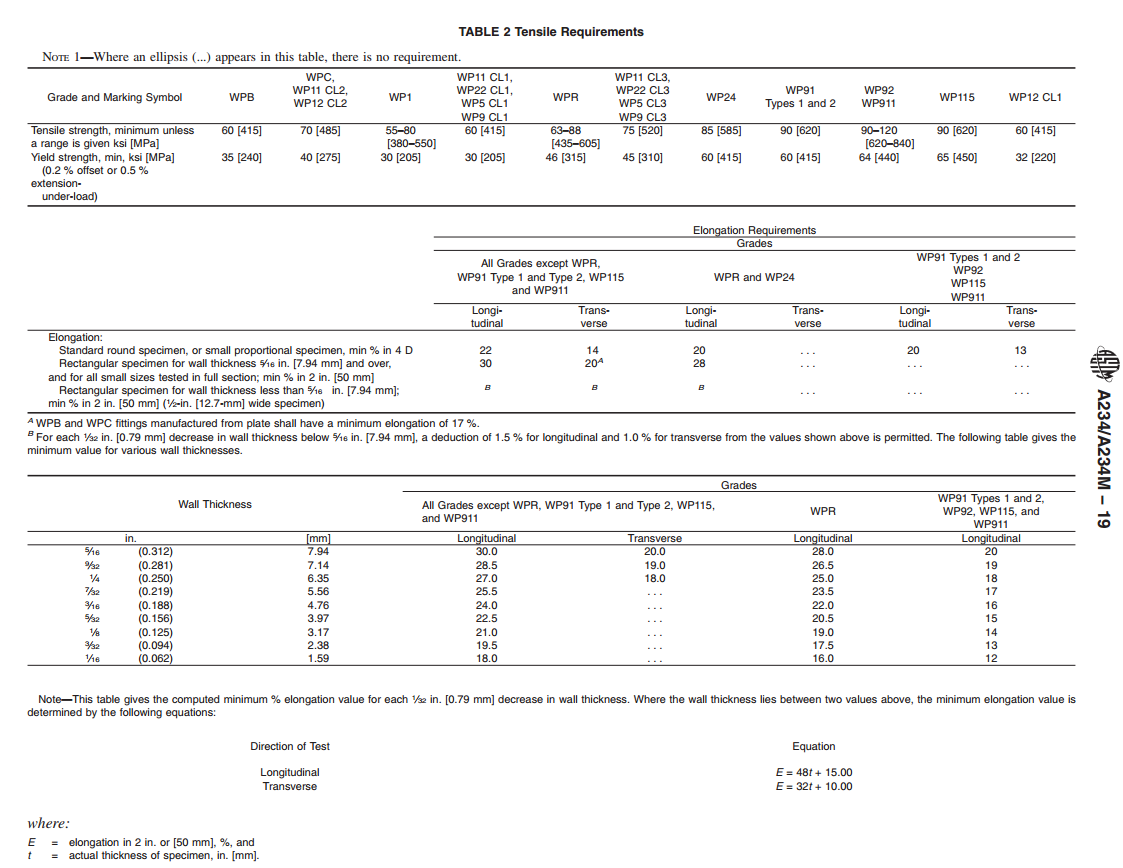 TABLE 2 Tensile Requirements
NOTE 1—Where an ellipsis (...) appears in this table, there is no requirement.
Grade and Marking Symbol WPB WPC, WP11 CL2, WP12 CL2 WP1 WP11 CL1, WP22 CL1, WP5 CL1 WP9 CL1 WPR WP11 CL3, WP22 CL3 WP5 CL3 WP9 CL3 WP24 WP91 Types 1 and 2 WP92 WP911 WP115 WP12 CL1
Tensile strength, minimum unless a range is given ksi [MPa] 60 [415] 70 [485] 55–80 [380–550] 60 [415] 63–88 [435–605] 75 [520] 85 [585] 90 [620] 90–120 [620–840] 90 [620] 60 [415]
Yield strength, min, ksi [MPa] (0.2 % offset or 0.5 % extension-under-load) 35 [240] 40 [275] 30 [205] 30 [205] 46 [315] 45 [310] 60 [415] 60 [415] 64 [440] 65 [450] 32 [220]
Elongation Requirements
Grades
All Grades except WPR, WP91 Type 1 and Type 2, WP115 and WP911 WPR and WP24 WP91 Types 1 and 2 WP92 WP115 WP911
Longi-tudinal Trans-verse Longi-tudinal Trans-verse Longi-tudinal Trans-verse
Elongation:
Standard round specimen, or small proportional specimen, min % in 4 D 22 14 20 . . . 20 13
Rectangular specimen for wall thickness 5⁄16 in. [7.94 mm] and over, 30 20A 28 . . . . . . . . .
and for all small sizes tested in full section; min % in 2 in. [50 mm]
Rectangular specimen for wall thickness less than 5⁄16 in. [7.94 mm]; B B B . . . . . . . . .
min % in 2 in. [50 mm] (1⁄2-in. [12.7-mm] wide specimen)
A WPB and WPC fittings manufactured from plate shall have a minimum elongation of 17 %.
B For each 1⁄32 in. [0.79 mm] decrease in wall thickness below 5⁄16 in. [7.94 mm], a deduction of 1.5 % for longitudinal and 1.0 % for transverse from the values shown above is permitted. The following table gives the
minimum value for various wall thicknesses.
Grades
Wall Thickness All Grades except WPR, WP91 Type 1 and Type 2, WP115, and WP911 WPR WP91 Types 1 and 2, WP92, WP115, and WP911
in. [mm] Longitudinal Transverse Longitudinal Longitudinal
5⁄16 (0.312) 7.94 30.0 20.0 28.0 20
9⁄32 (0.281) 7.14 28.5 19.0 26.5 19
1⁄4 (0.250) 6.35 27.0 18.0 25.0 18
7⁄32 (0.219) 5.56 25.5 . . . 23.5 17
3⁄16 (0.188) 4.76 24.0 . . . 22.0 16
5⁄32 (0.156) 3.97 22.5 . . . 20.5 15
1⁄8 (0.125) 3.17 21.0 . . . 19.0 14
3⁄32 (0.094) 2.38 19.5 . . . 17.5 13
1⁄16 (0.062) 1.59 18.0 . . . 16.0 12
Note—This table gives the computed minimum % elongation value for each 1⁄32 in. [0.79 mm] decrease in wall thickness. Where the wall thickness lies between two values above, the minimum elongation value is
determined by the following equations:
Direction of Test Equation
Longitudinal E = 48t + 15.00
Transverse E = 32t + 10.00
where:
E = elongation in 2 in. or [50 mm], %, and
t = actual thickness of specimen, in. [mm].
A234/A234M – 19